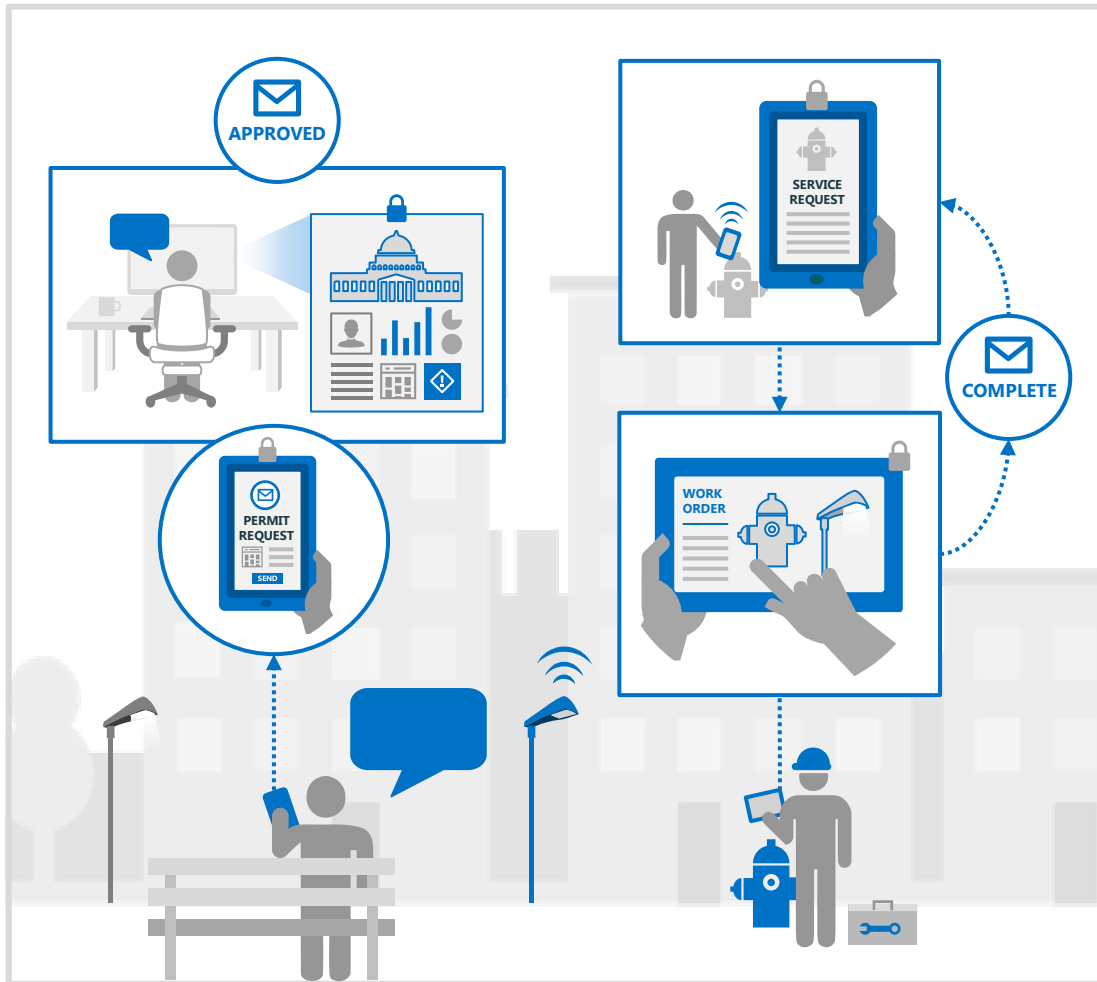 APPROVED
PERMIT
REQUEST
SEND
SERVICE
REQUEST
COMPLETE
WORK
ORDER